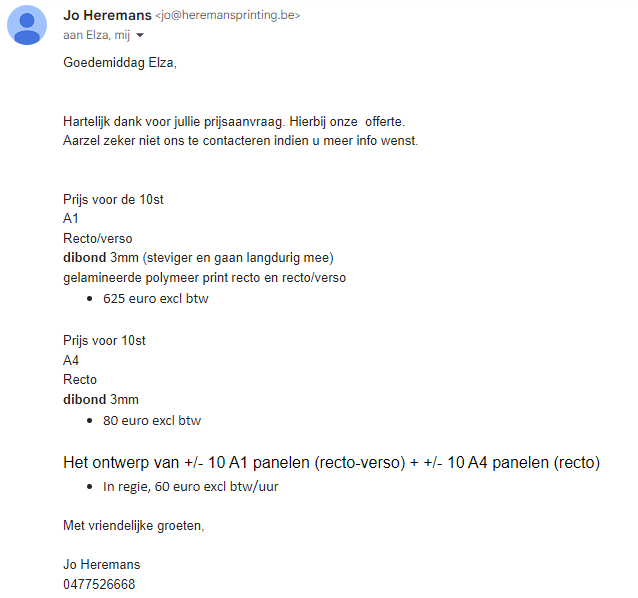 Jo Heremans <jo@heremansprinting.be>
aan Elza, mij
Goedemiddag Elza,
Hartelijk dank voor jullie prijsaanvraag. Hierbij onze offerte.
Aarzel zeker niet ons te contacteren indien u meer info wenst.
Prijs voor de 10st
A1
Recto/verso
dibond 3mm (steviger en gaan langdurig mee)
gelamineerde polymeer print recto en recto/verso
• 625 euro excl btw
Prijs voor 10st
A4
Recto
dibond 3mm
• 80 euro excl btw
Het ontwerp van +/- 10 A1 panelen (recto-verso) + +/- 10 A4 panelen (recto)
• In regie, 60 euro excl btw/uur
Met vriendelijke groeten,
Jo Heremans
0477526668